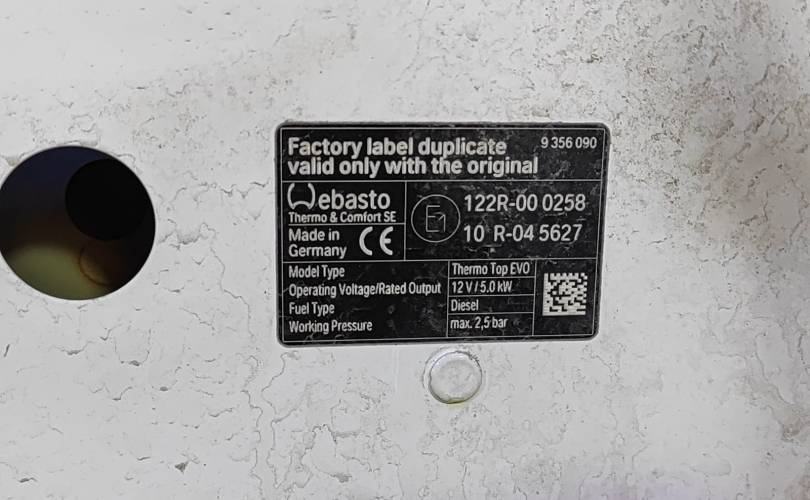 Factory label duplicate 9 356 090
valid only with the original
Webasto
Thermo & Comfort SE
Made in
Germany CE
E1
122R-00 0258
10 R-04 5627
Model Type Thermo Top EVO
Operating Voltage/Rated Output 12 V / 5.0 kW
Fuel Type Diesel
Working Pressure max. 2,5 bar